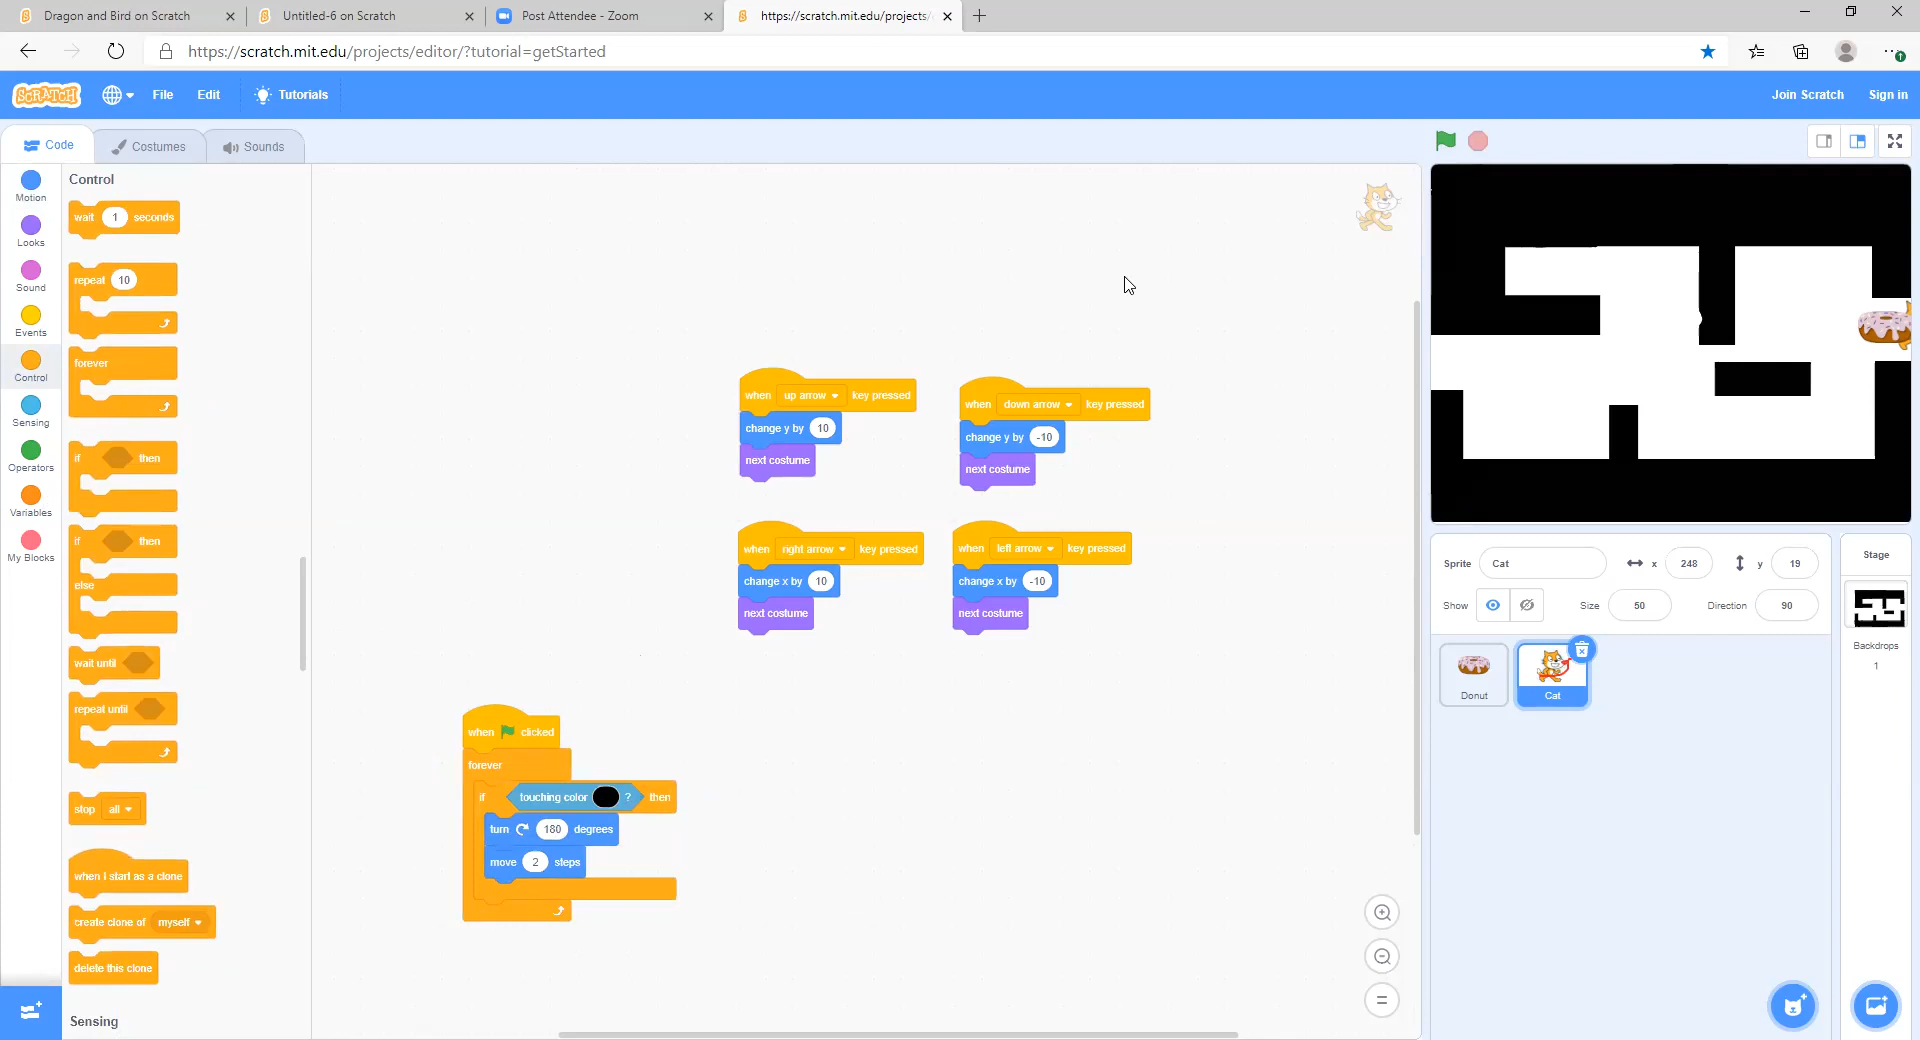 Dragon and Bird on Scratch
Untitled-6 on Scratch
Post Attendee - Zoom
https://scratch.mit.edu/projects/
https://scratch.mit.edu/projects/editor/?tutorial=getStarted
SCRATCH
File
Edit
Tutorials
Join Scratch
Sign in
Code
Costumes
Sounds
Motion
Looks
Sound
Events
Control
Sensing
Operators
Variables
My Blocks
Control
wait 1 seconds
repeat 10
forever
if then
if then
else
wait until
repeat until
stop all
when I start as a clone
create clone of myself
delete this clone
Sensing
when up arrow key pressed
change y by 10
next costume
when down arrow key pressed
change y by -10
next costume
when right arrow key pressed
change x by 10
next costume
when left arrow key pressed
change x by -10
next costume
when clicked
forever
if touching color ? then
turn 180 degrees
move 2 steps
Sprite Cat x 248 y 19
Show Size 50 Direction 90
Donut
Cat
Stage
Backdrops
1